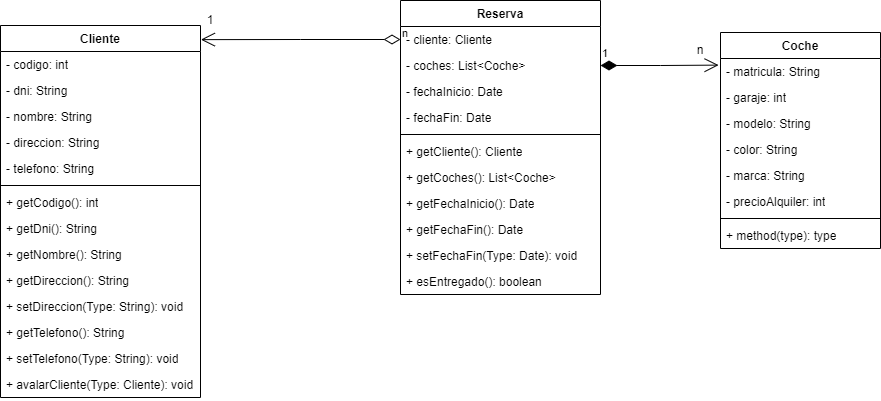 Cliente
- codigo: int
- dni: String
- nombre: String
- direccion: String
- telefono: String
+ getCodigo(): int
+ getDni(): String
+ getNombre(): String
+ getDireccion(): String
+ setDireccion(Type: String): void
+ getTelefono(): String
+ setTelefono(Type: String): void
+ avalarCliente(Type: Cliente): void
1
n
Reserva
- cliente: Cliente
- coches: List<Coche>
- fechaInicio: Date
- fechaFin: Date
+ getCliente(): Cliente
+ getCoches(): List<Coche>
+ getFechaInicio(): Date
+ getFechaFin(): Date
+ setFechaFin(Type: Date): void
+ esEntregado(): boolean
1
n
Coche
- matricula: String
- garaje: int
- modelo: String
- color: String
- marca: String
- precioAlquiler: int
+ method(type): type